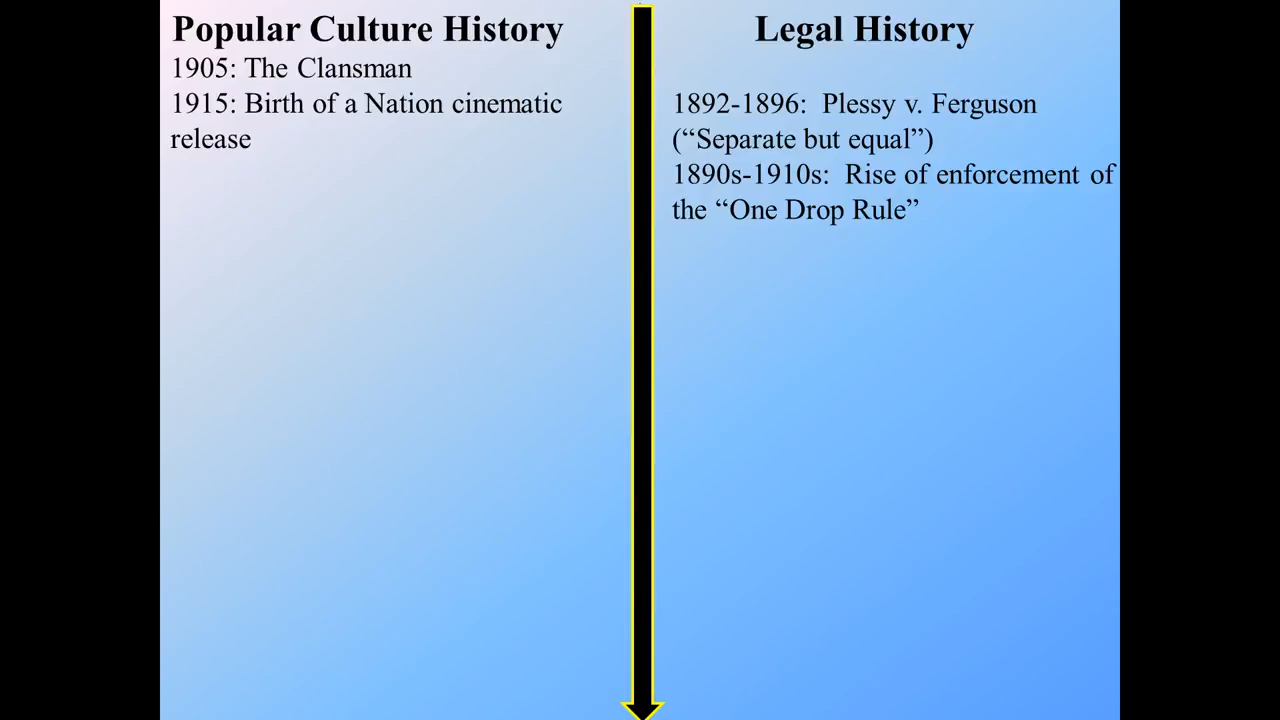 Popular Culture History
1905: The Clansman
1915: Birth of a Nation cinematic
release
Legal History
1892-1896:  Plessy v. Ferguson
(“Separate but equal”)
1890s-1910s:  Rise of enforcement of
the “One Drop Rule”